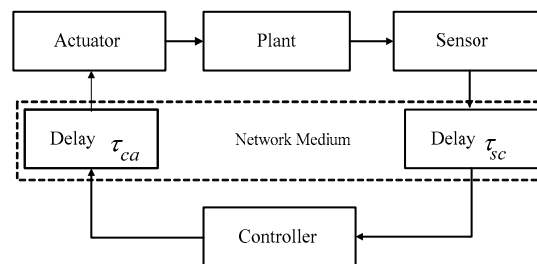 Actuator
Plant
Sensor
Delay τca
Network Medium
Delay τsc
Controller